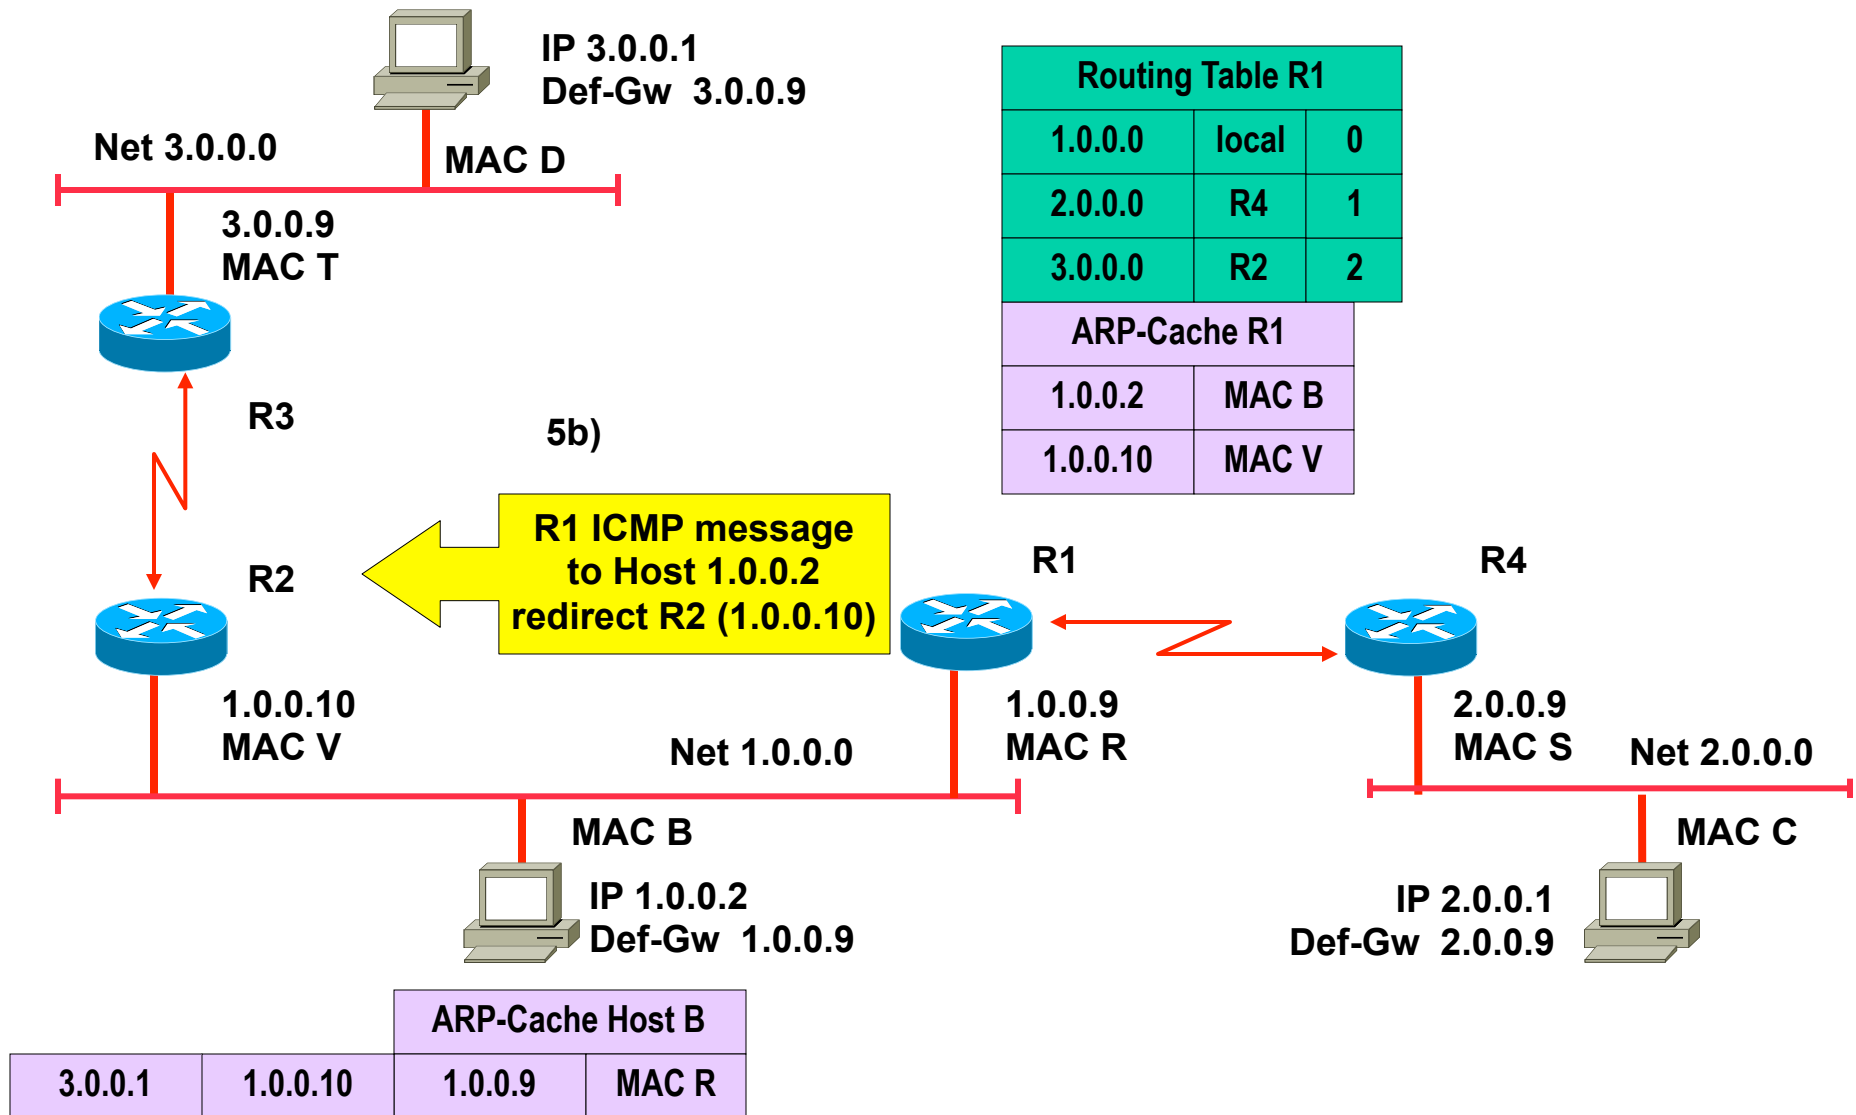 IP 3.0.0.1
Def-Gw 3.0.0.9
Net 3.0.0.0
MAC D
3.0.0.9
MAC T
R3
Routing Table R1
1.0.0.0 local 0
2.0.0.0 R4 1
3.0.0.0 R2 2
ARP-Cache R1
1.0.0.2 MAC B
1.0.0.10 MAC V
5b)
R1 ICMP message
to Host 1.0.0.2
redirect R2 (1.0.0.10)
R2
R1
R4
1.0.0.10
MAC V
Net 1.0.0.0
1.0.0.9
MAC R
2.0.0.9
MAC S
Net 2.0.0.0
MAC B
IP 1.0.0.2
Def-Gw 1.0.0.9
MAC C
IP 2.0.0.1
Def-Gw 2.0.0.9
ARP-Cache Host B
3.0.0.1 1.0.0.10 1.0.0.9 MAC R